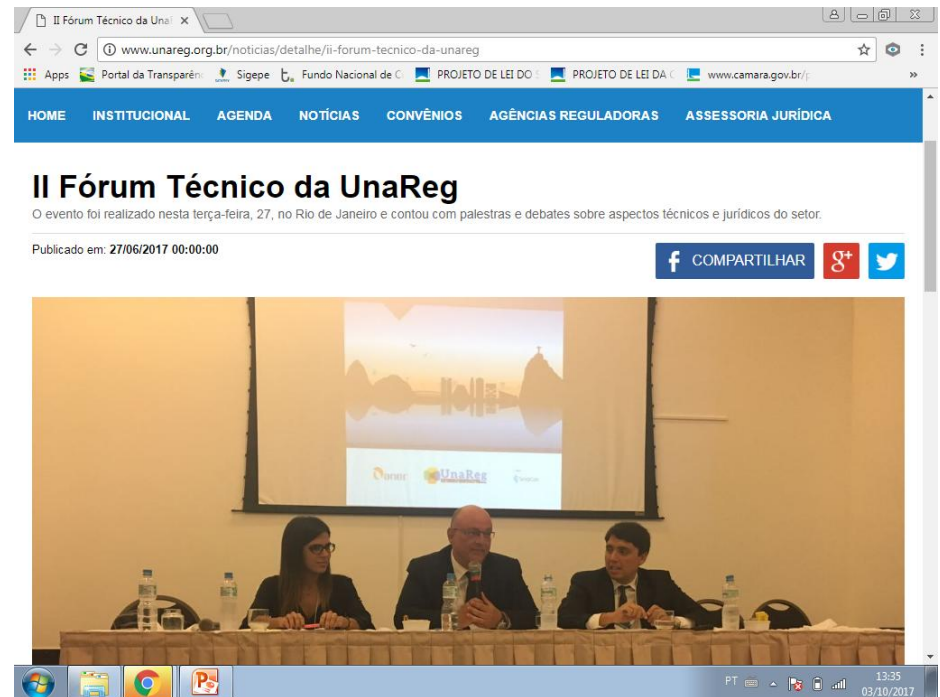 II Fórum Técnico da Una
www.unareg.org.br/noticias/detalhe/ii-forum-tecnico-da-unareg
Apps Portal da Transparênc Sigepe Fundo Nacional de C PROJETO DE LEI DO S PROJETO DE LEI DA C www.camara.gov.br/p »
HOME INSTITUCIONAL AGENDA NOTÍCIAS CONVÊNIOS AGÊNCIAS REGULADORAS ASSESSORIA JURÍDICA
II Fórum Técnico da UnaReg
O evento foi realizado nesta terça-feira, 27, no Rio de Janeiro e contou com palestras e debates sobre aspectos técnicos e jurídicos do setor.
Publicado em: 27/06/2017 00:00:00
f COMPARTILHAR g+
UnaReg
PT 13:35
03/10/2017